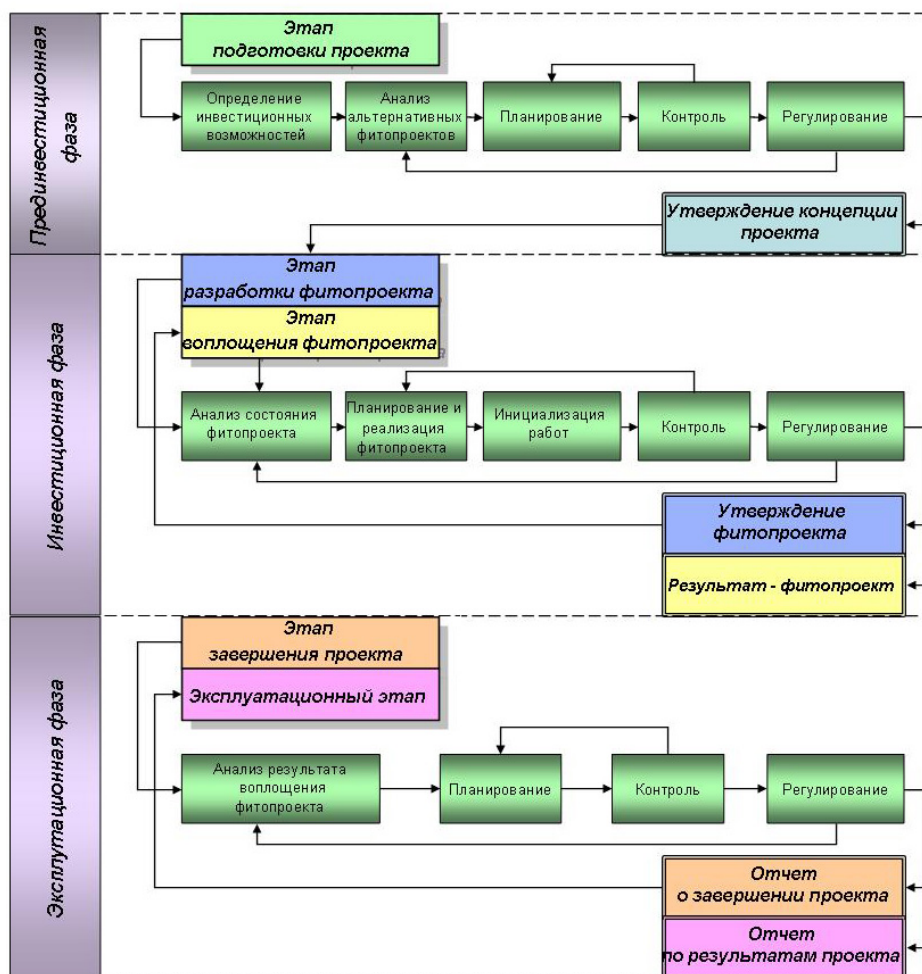 Прединвестиционная
фаза
Этап
подготовки проекта
Определение
инвестиционных
возможностей
Анализ
альтернативных
фитопроектов
Планирование
Контроль
Регулирование
Утверждение концепции
проекта
Инвестиционная фаза
Этап
разработки фитопроекта
Этап
воплощения фитопроекта
Анализ состояния
фитопроекта
Планирование и
реализация
фитопроекта
Инициализация
работ
Контроль
Регулирование
Утверждение
фитопроекта
Результат - фитопроект
Эксплутационная фаза
Этап
завершения проекта
Эксплуатационный этап
Анализ результата
воплощения
фитопроекта
Планирование
Контроль
Регулирование
Отчет
о завершении проекта
Отчет
по результатам проекта